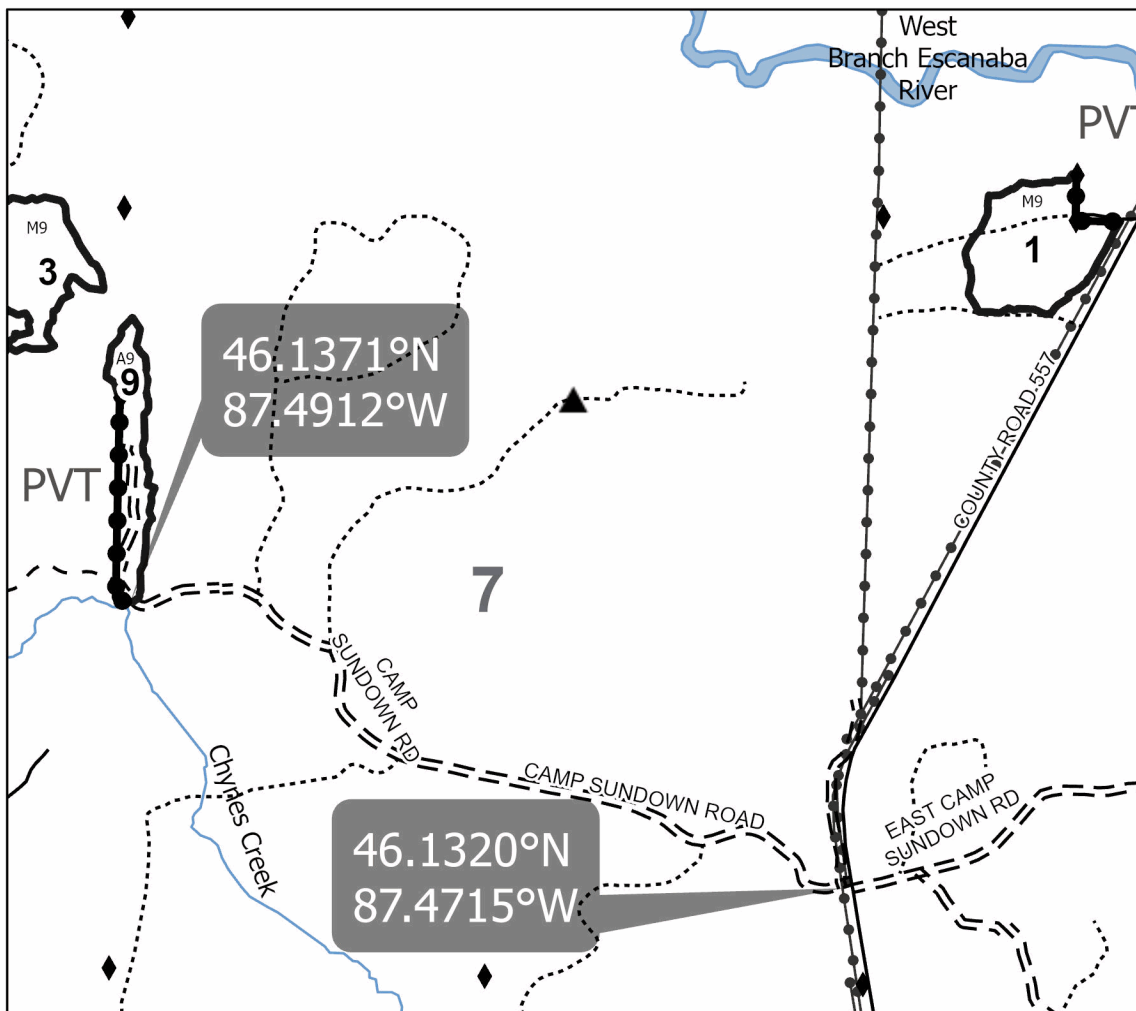 West
Branch Escanaba
River
PVT
M9
1
M9
3
A9
9
46.1371°N
87.4912°W
PVT
COUNTY ROAD 557
7
CAMP
SUNDOWN RD
Chynes Creek
CAMP SUNDOWN ROAD
EAST CAMP
SUNDOWN RD
46.1320°N
87.4715°W